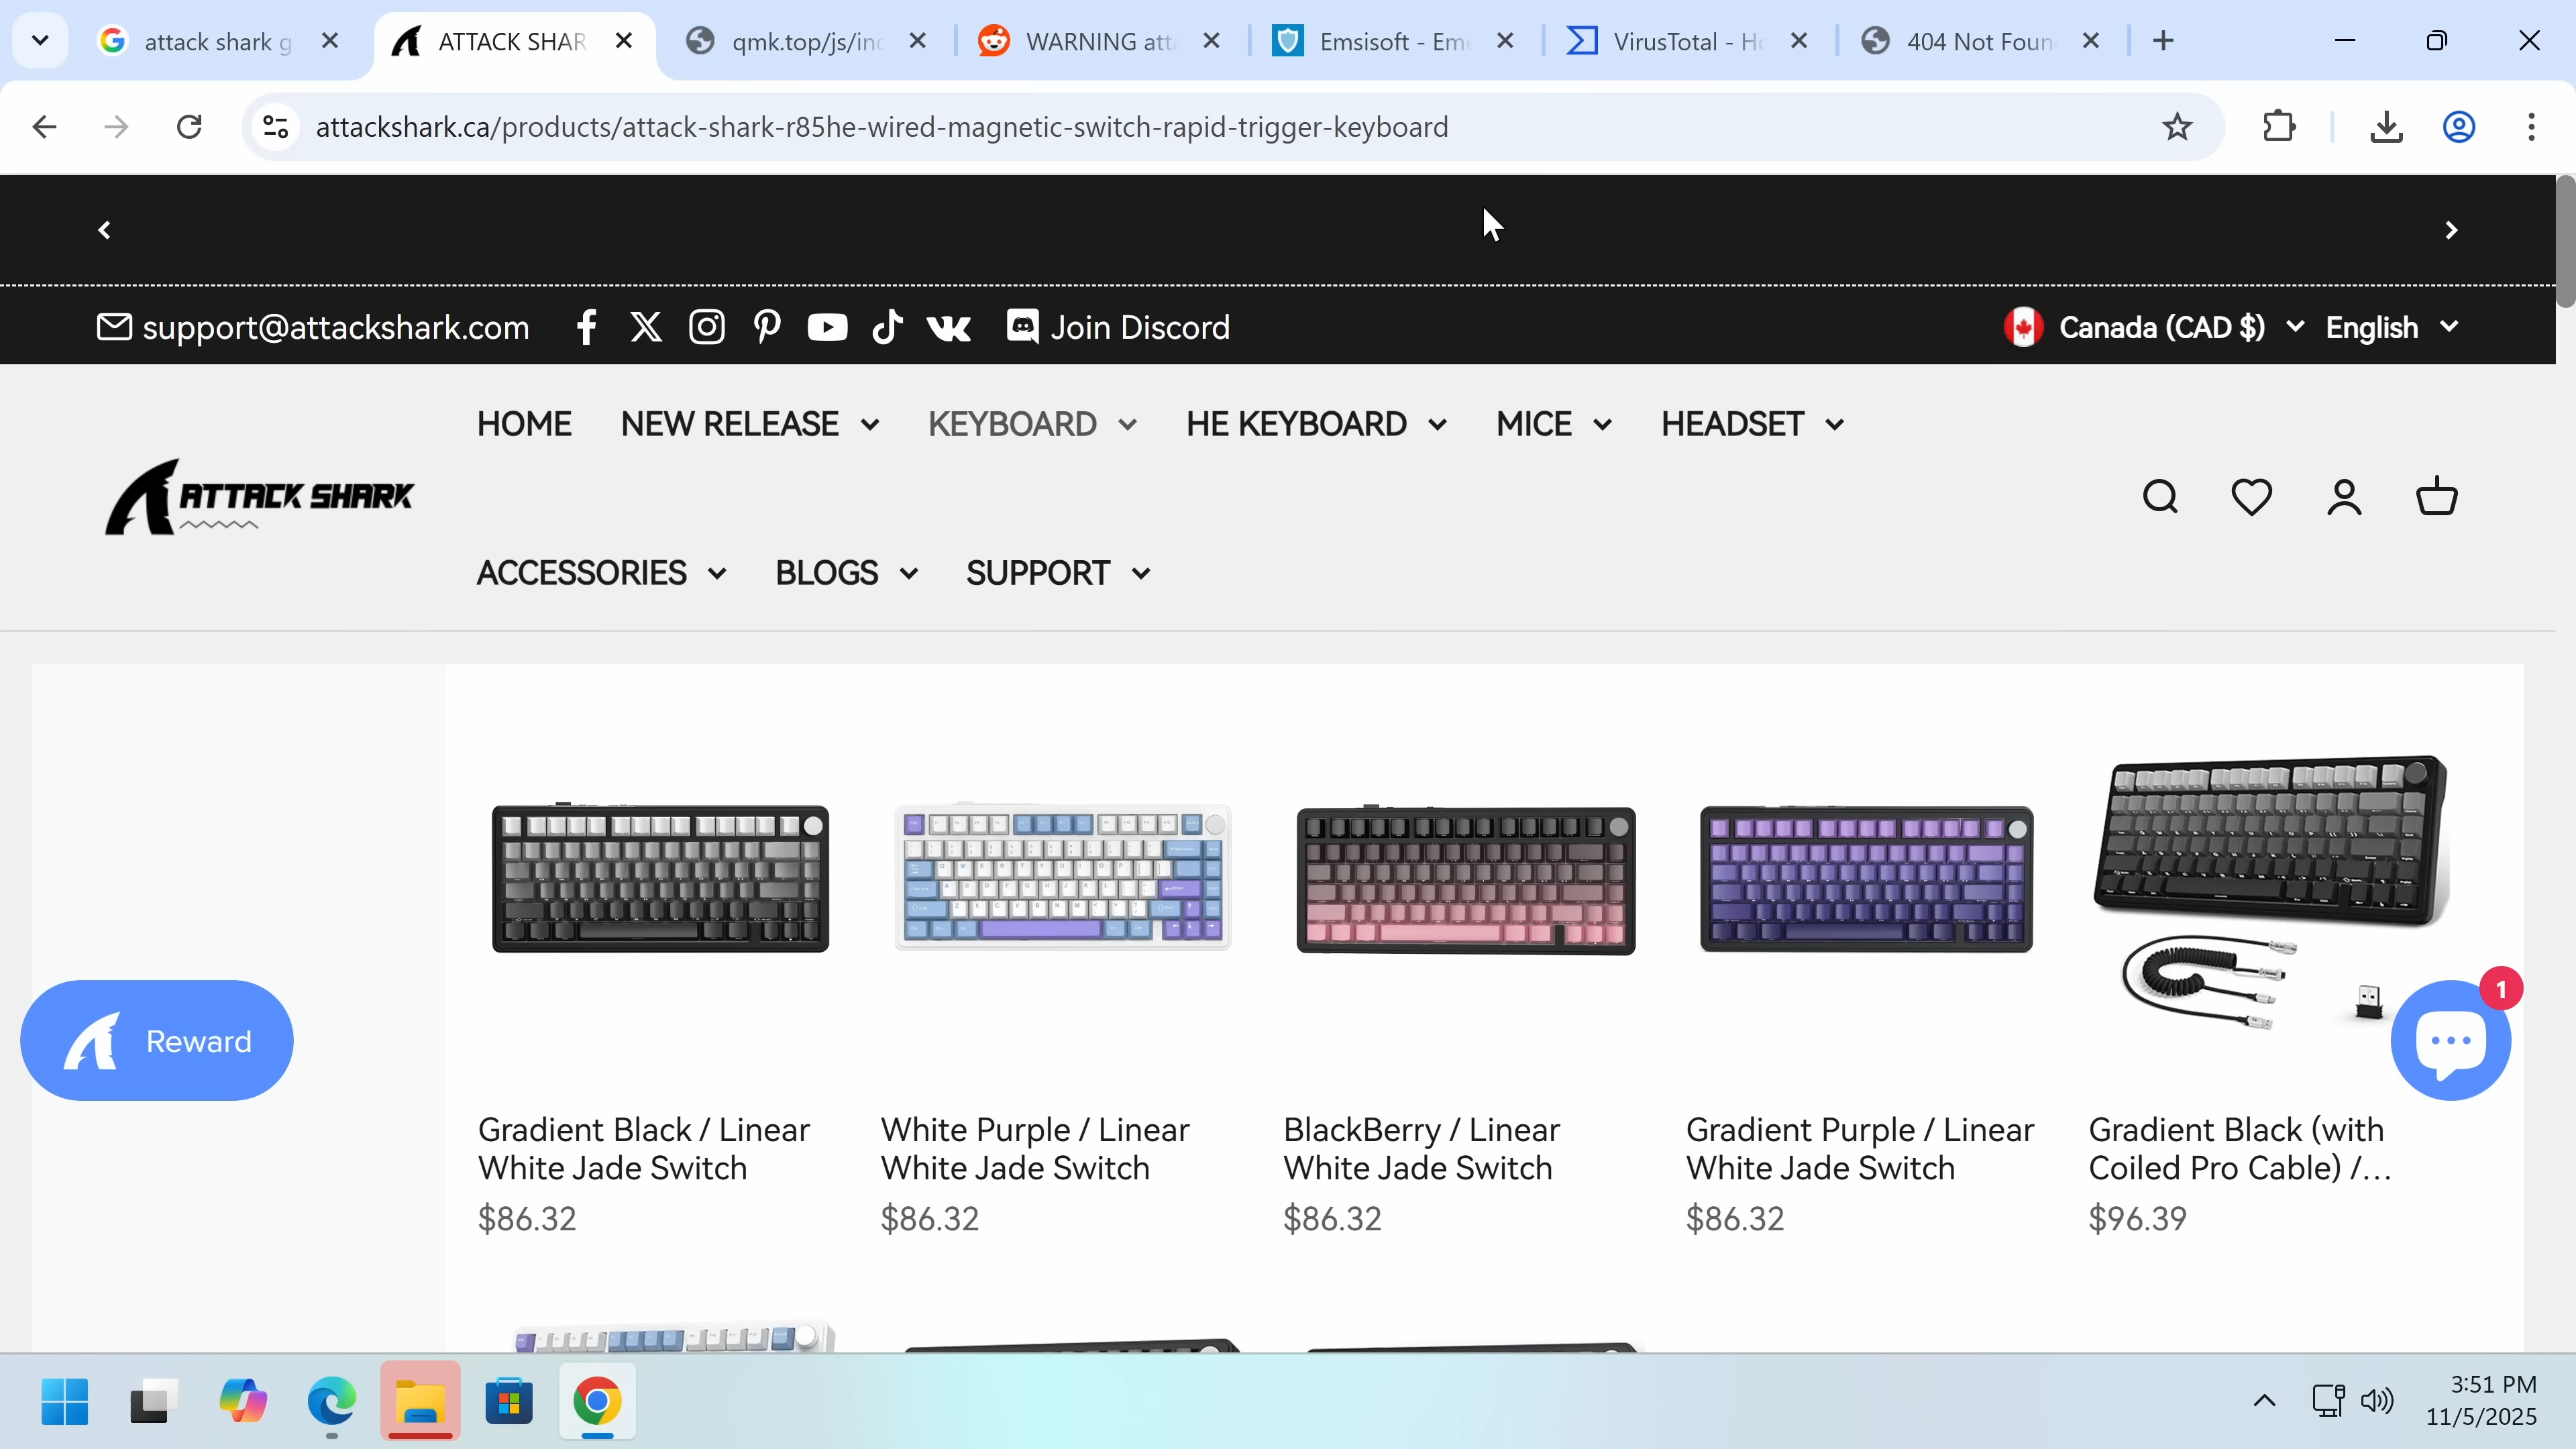 attack shark g
ATTACK SHAR
qmk.top/js/inc
WARNING atta
Emsisoft - Eme
VirusTotal - Ho
404 Not Foun
attackshark.ca/products/attack-shark-r85he-wired-magnetic-switch-rapid-trigger-keyboard
support@attackshark.com
Join Discord
Canada (CAD $)
English
HOME
NEW RELEASE
KEYBOARD
HE KEYBOARD
MICE
HEADSET
ATTACK SHARK
ACCESSORIES
BLOGS
SUPPORT
1
Reward
Gradient Black / Linear
White Jade Switch
$86.32
White Purple / Linear
White Jade Switch
$86.32
BlackBerry / Linear
White Jade Switch
$86.32
Gradient Purple / Linear
White Jade Switch
$86.32
Gradient Black (with
Coiled Pro Cable) /...
$96.39
3:51 PM
11/5/2025